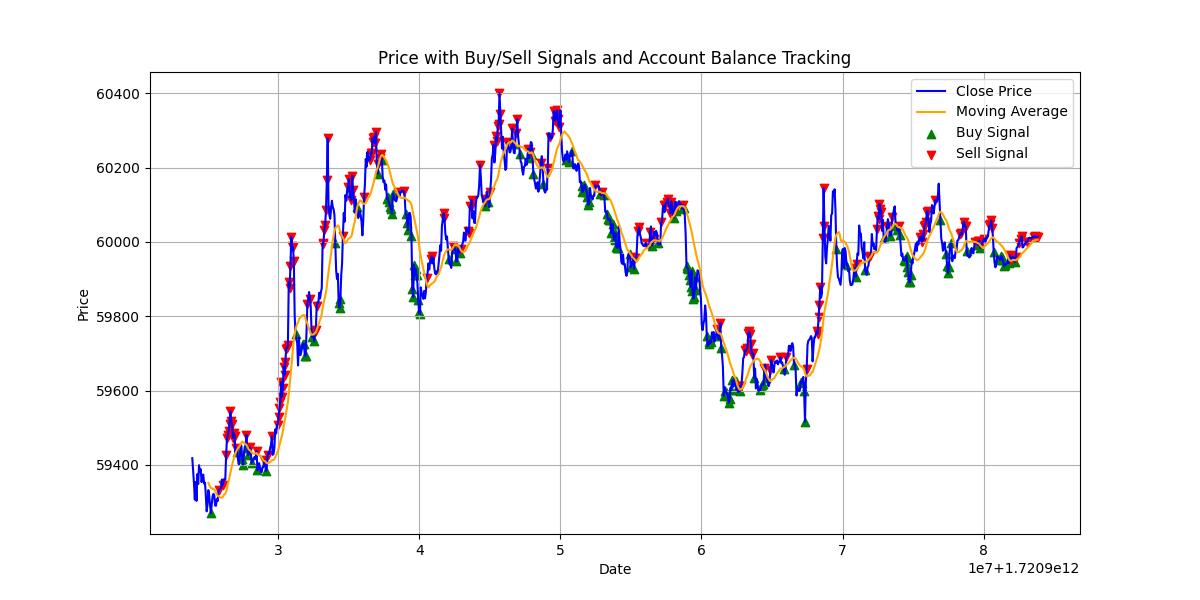 Price with Buy/Sell Signals and Account Balance Tracking
60400
60200
60000
59800
59600
59400
Price
Close Price
Moving Average
Buy Signal
Sell Signal
3
4
5
6
7
8
Date
1e7+1.7209e12